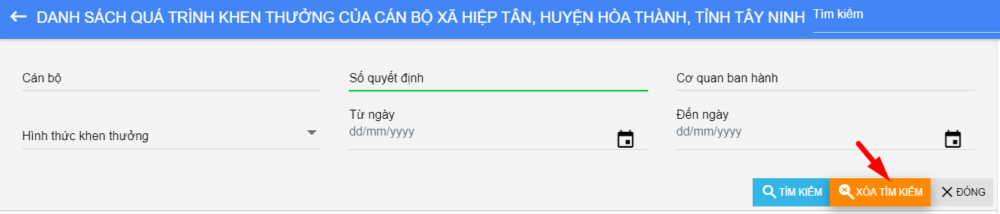 DANH SÁCH QUÁ TRÌNH KHEN THƯỞNG CỦA CÁN BỘ XÃ HIỆP TÂN, HUYỆN HÒA THÀNH, TỈNH TÂY NINH
Tìm kiếm
Cán bộ
Số quyết định
Cơ quan ban hành
Hình thức khen thưởng
Từ ngày
dd/mm/yyyy
Đến ngày
dd/mm/yyyy
TÌM KIẾM
XÓA TÌM KIẾM
ĐÓNG